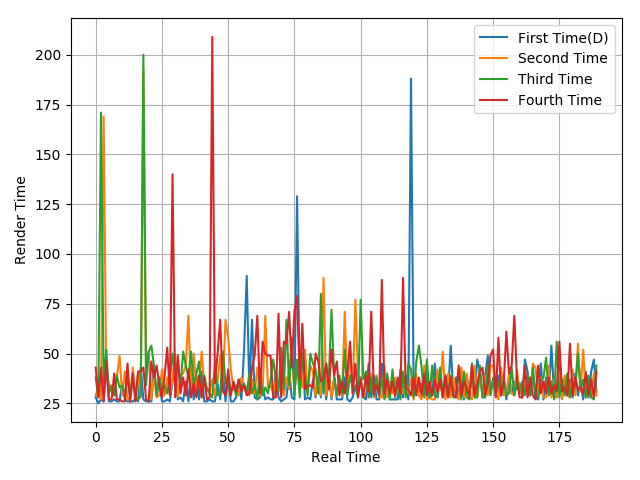 First Time(D)
Second Time
Third Time
Fourth Time
Render Time
200
175
150
125
100
75
50
25
0 25 50 75 100 125 150 175
Real Time